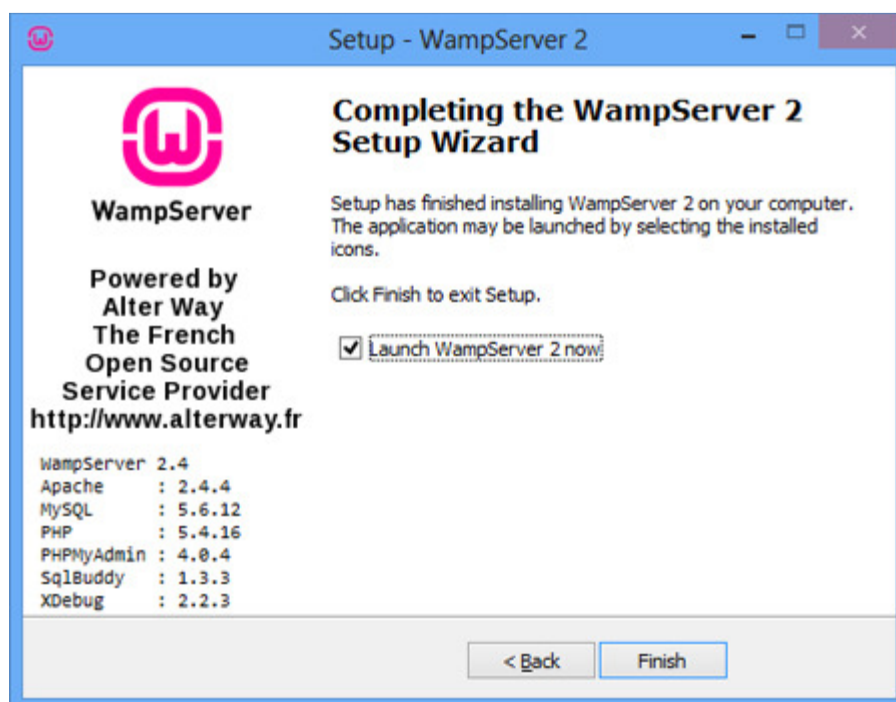 Setup - WampServer 2
WampServer
Powered by
Alter Way
The French
Open Source
Service Provider
http://www.alterway.fr
WampServer 2.4
Apache : 2.4.4
MySQL : 5.6.12
PHP : 5.4.16
PHPMyAdmin : 4.0.4
SqlBuddy : 1.3.3
XDebug : 2.2.3
Completing the WampServer 2
Setup Wizard
Setup has finished installing WampServer 2 on your computer.
The application may be launched by selecting the installed
icons.
Click Finish to exit Setup.
Launch WampServer 2 now
< Back
Finish